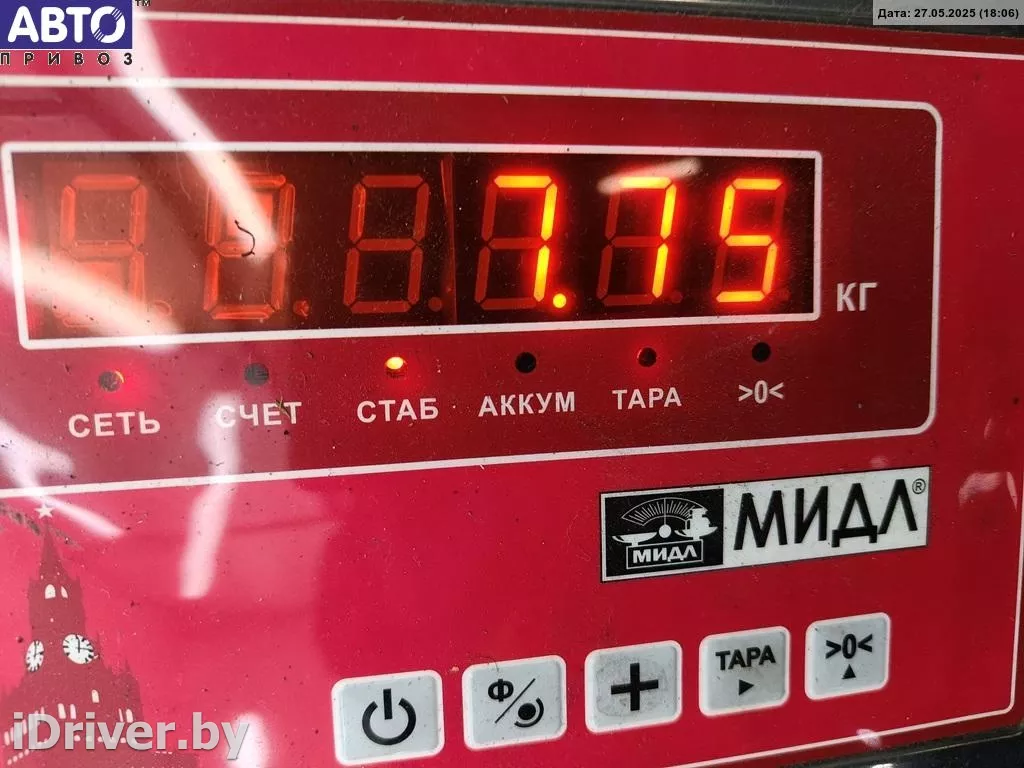 АВТО™
ПРИВОЗ
Дата: 27.05.2025 (18:06)
7.75
КГ
СЕТЬ СЧЕТ СТАБ АККУМ ТАРА >0<
МИДЛ МИДЛ®
Ф/ + ТАРА >0<
iDriver.by